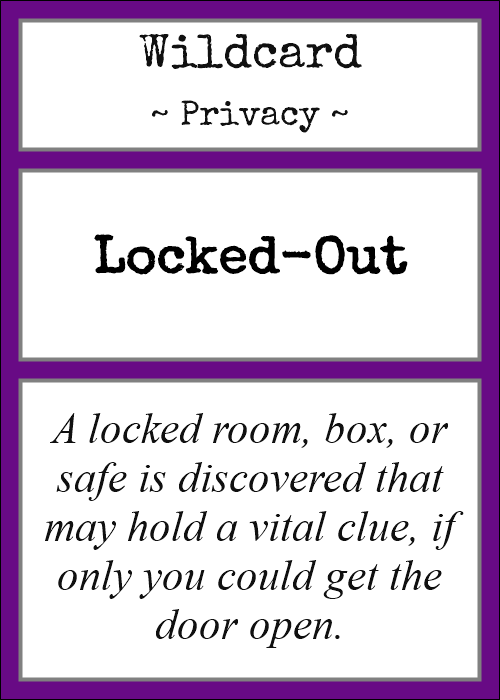 Wildcard
~ Privacy ~
Locked-Out
A locked room, box, or
safe is discovered that
may hold a vital clue, if
only you could get the
door open.